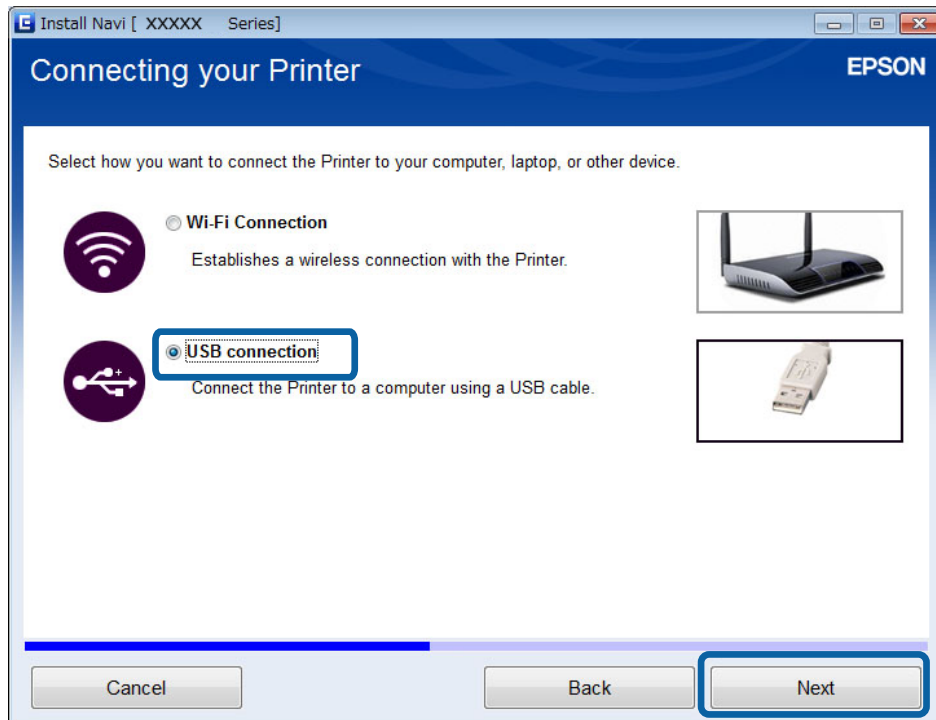 Install Navi [ XXXXX Series]
Connecting your Printer
EPSON
Select how you want to connect the Printer to your computer, laptop, or other device.
Wi-Fi Connection
Establishes a wireless connection with the Printer.
USB connection
Connect the Printer to a computer using a USB cable.
Cancel
Back
Next